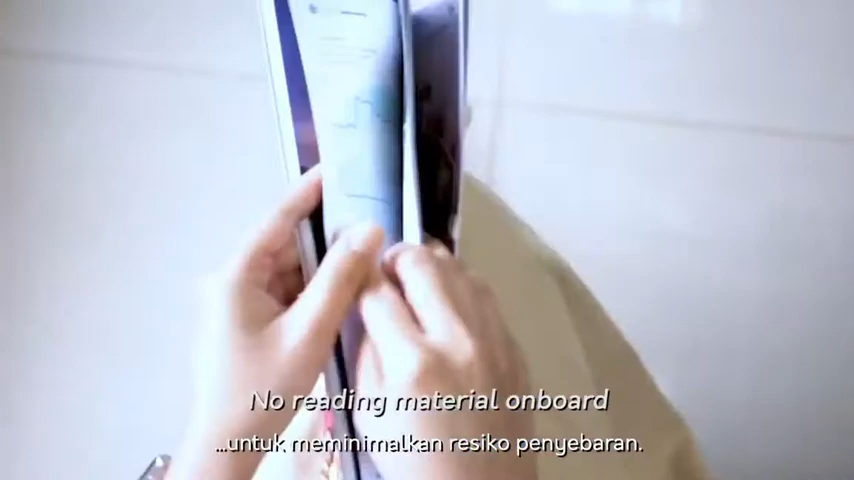 No reading material onboard
...untuk meminimalkan resiko penyebaran.